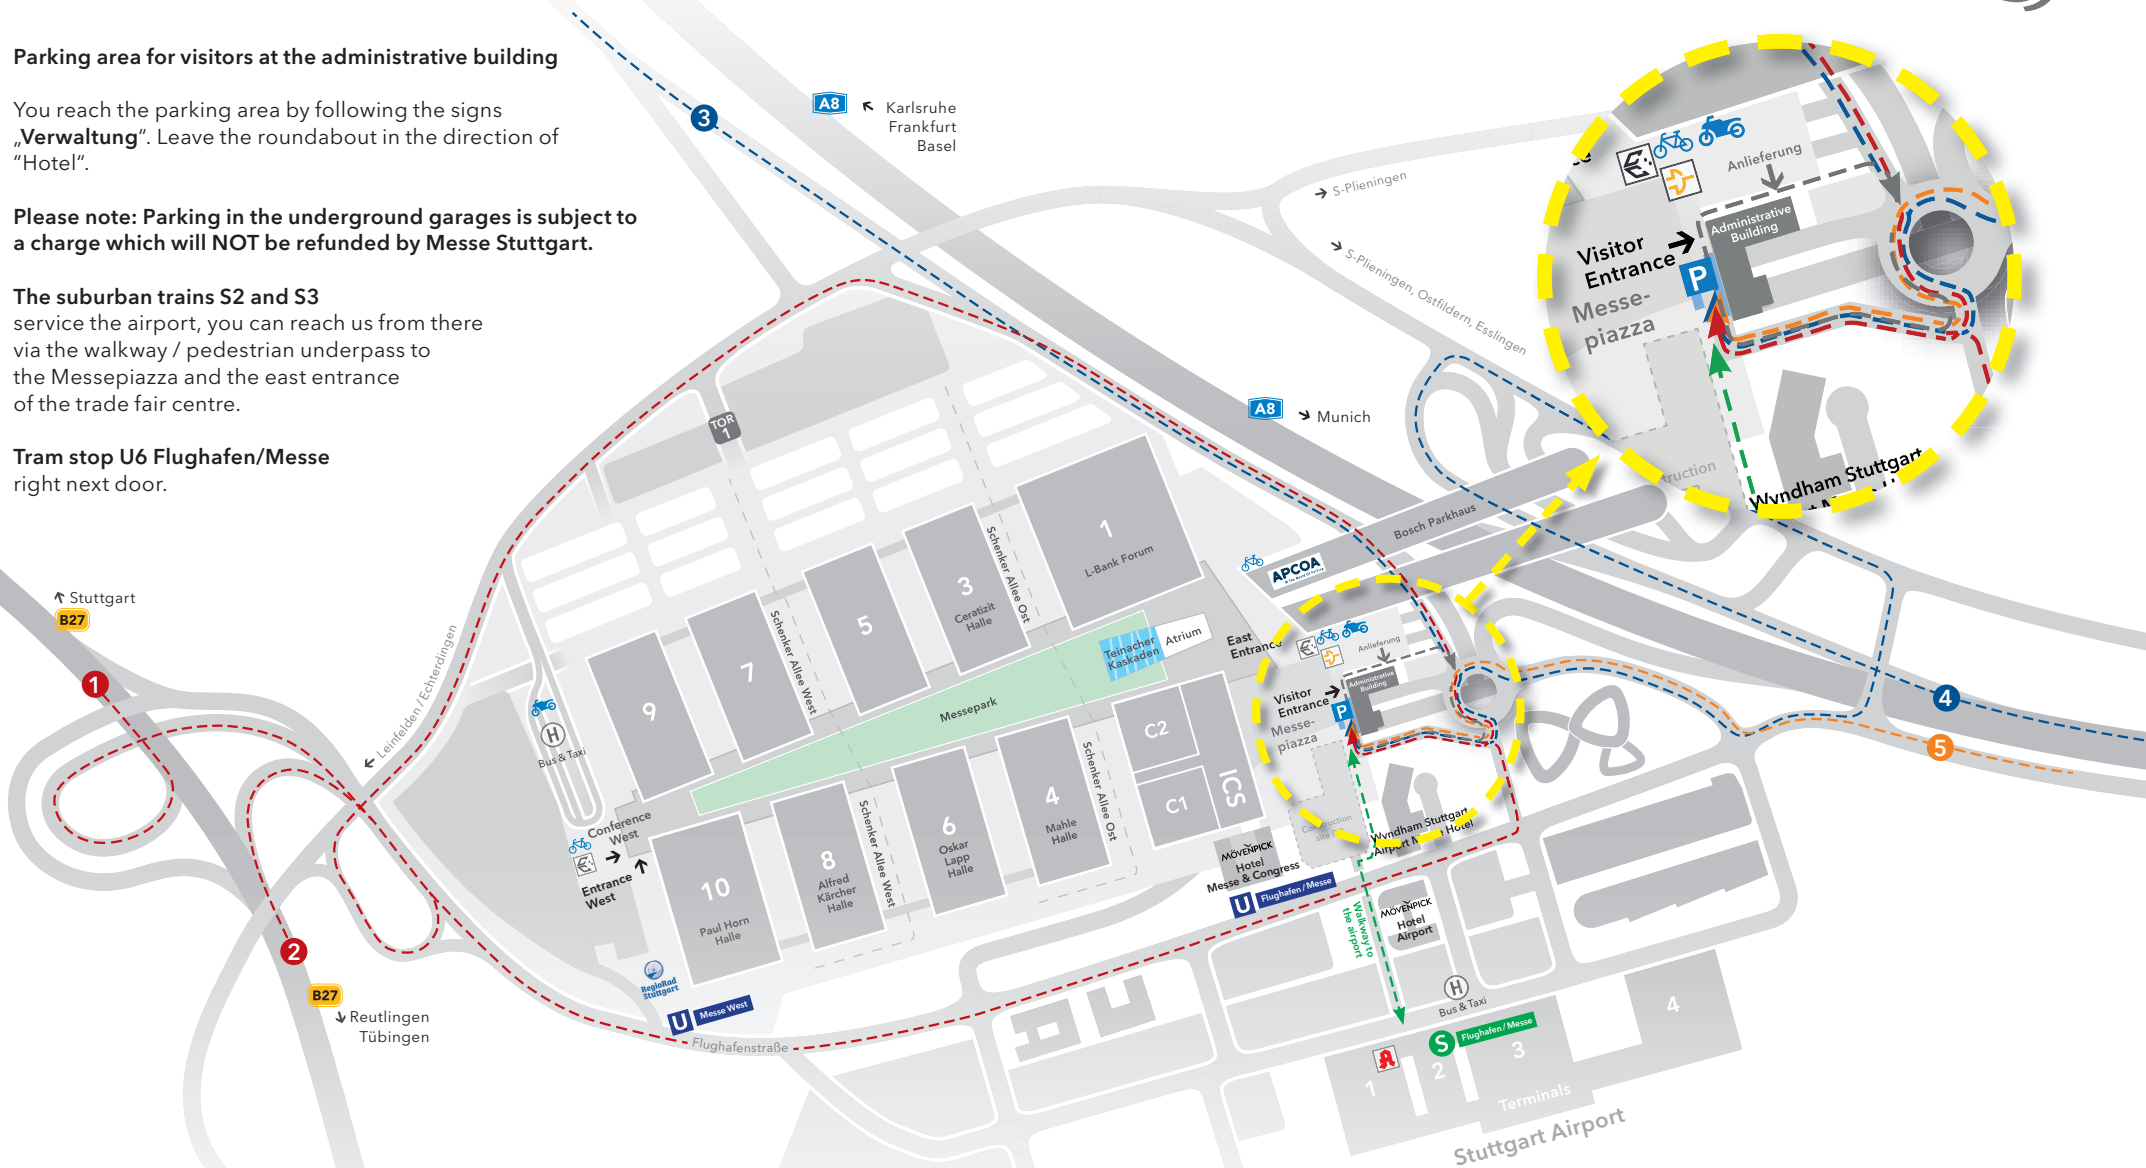 Parking area for visitors at the administrative building
You reach the parking area by following the signs
„Verwaltung“. Leave the roundabout in the direction of
“Hotel“.
Please note: Parking in the underground garages is subject to
a charge which will NOT be refunded by Messe Stuttgart.
The suburban trains S2 and S3
service the airport, you can reach us from there
via the walkway / pedestrian underpass to
the Messepiazza and the east entrance
of the trade fair centre.
Tram stop U6 Flughafen/Messe
right next door.
3
A8
Karlsruhe
Frankfurt
Basel
S-Plieningen
S-Plieningen, Ostfildern, Esslingen
A8
Munich
Anlieferung
Administrative
Building
Visitor
Entrance
P
Messe-
piazza
Wyndham Stuttgart
TOR
1
Bosch Parkhaus
APCOA
Stuttgart
B27
1
Leinfelden / Echterdingen
2
B27
Reutlingen
Tübingen
1
L-Bank Forum
3
Ceratizit
Halle
5
7
9
Schenker Allee Ost
Schenker Allee West
Messepark
Teinacher
Kaskaden
Atrium
East
Entrance
Anlieferung
Administrative
Building
Visitor
Entrance
P
Messe-
piazza
H
Bus & Taxi
Conference
West
Entrance
West
10
Paul Horn
Halle
8
Alfred
Kärcher
Halle
Schenker Allee West
6
Oskar
Lapp
Halle
4
Mahle
Halle
Schenker Allee Ost
C2
C1
ICS
Construction
Wyndham Stuttgart
MÖVENPICK
Hotel
Messe & Congress
U Flughafen / Messe
Walkway to
the airport
MÖVENPICK
Hotel
Airport
4
5
RegioRad
Stuttgart
U Messe West
Flughafenstraße
H
Bus & Taxi
S Flughafen / Messe
1
2
3
4
Terminals
Stuttgart Airport